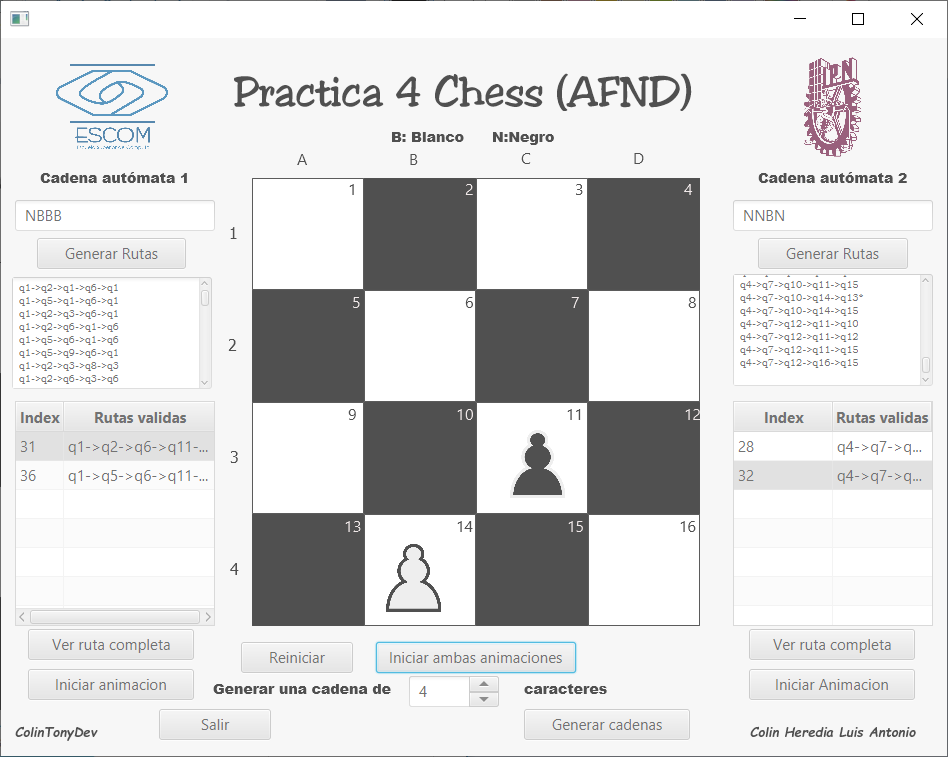 Practica 4 Chess (AFND)
ESCOM
IPN
B: Blanco N:Negro
A B C D
Cadena autómata 1
Cadena autómata 2
NBBB
NNBN
Generar Rutas
Generar Rutas
q1->q2->q1->q6->q1
q1->q5->q1->q6->q1
q1->q2->q3->q6->q1
q1->q2->q6->q1->q6
q1->q5->q6->q1->q6
q1->q5->q9->q6->q1
q1->q2->q3->q8->q3
q1->q2->q6->q3->q6
q4->q7->q10->q11->q15
q4->q7->q10->q14->q13*
q4->q7->q10->q14->q15
q4->q7->q12->q11->q10
q4->q7->q12->q11->q12
q4->q7->q12->q11->q15
q4->q7->q12->q16->q15
Index Rutas validas
31 q1->q2->q6->q11-...
36 q1->q5->q6->q11-...
Index Rutas validas
28 q4->q7->q...
32 q4->q7->q...
1 1 2 3 4
2 5 6 7 8
3 9 10 11 12
4 13 14 15 16
Ver ruta completa
Iniciar animacion
Reiniciar
Iniciar ambas animaciones
Ver ruta completa
Iniciar Animacion
Generar una cadena de 4 caracteres
Salir
Generar cadenas
ColinTonyDev
Colin Heredia Luis Antonio